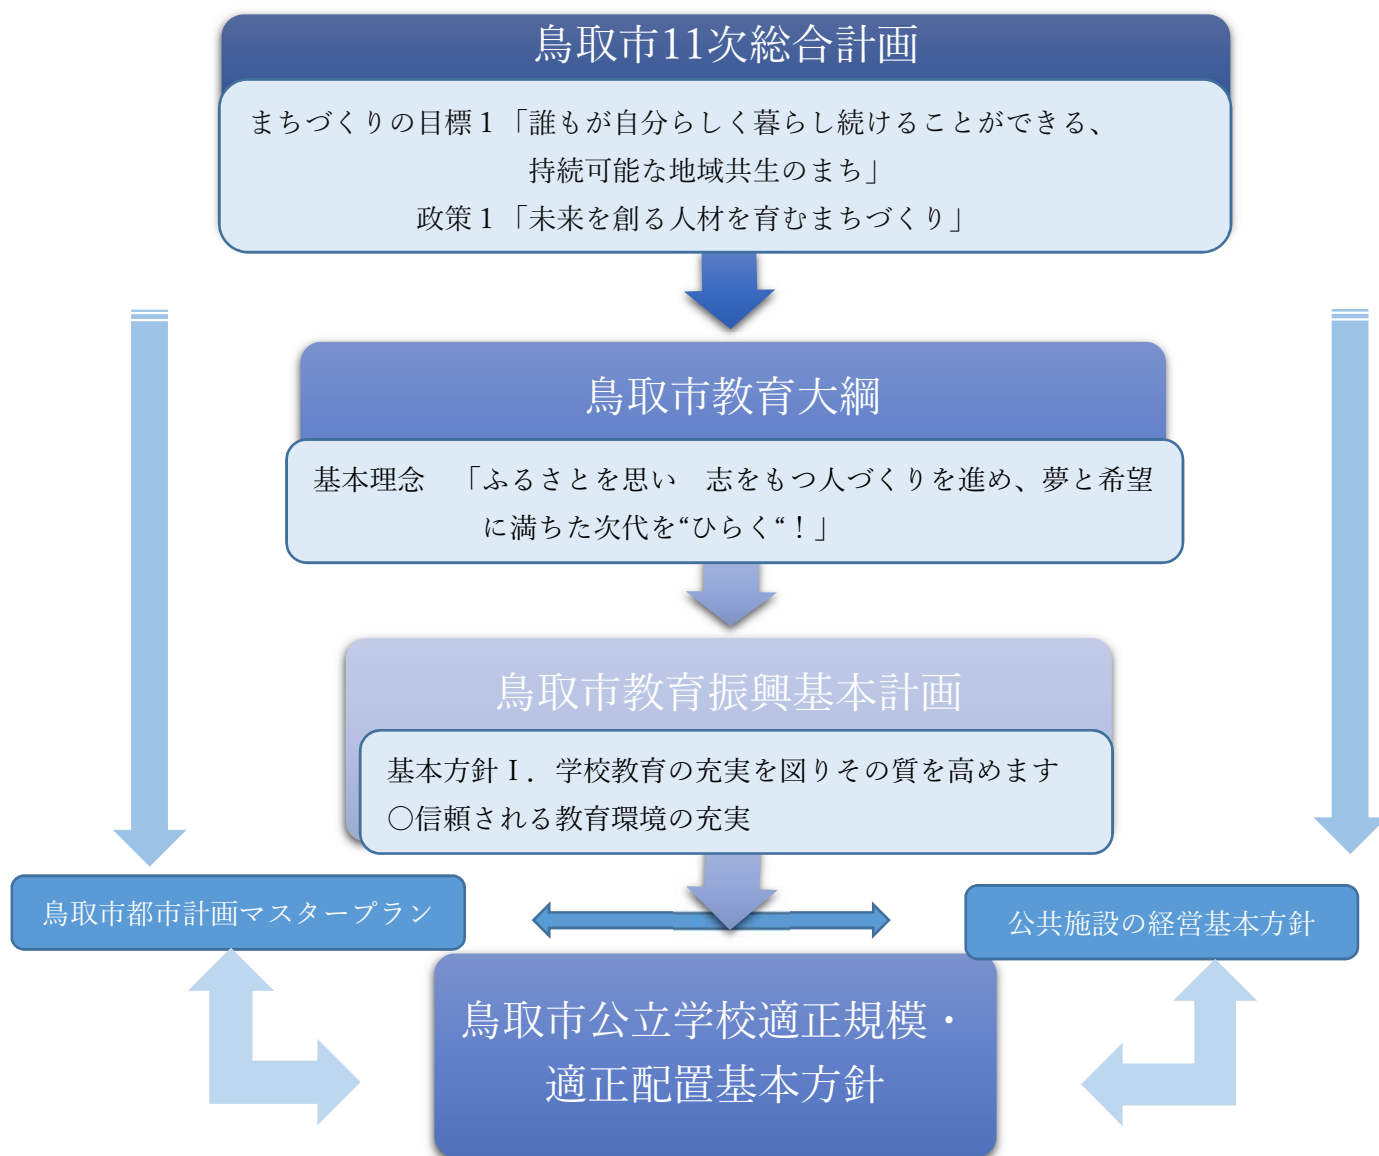 鳥取市11次総合計画
まちづくりの目標１「誰もが自分らしく暮らし続けることができる、
持続可能な地域共生のまち」
政策１「未来を創る人材を育むまちづくり」
鳥取市教育大綱
基本理念　「ふるさとを思い　志をもつ人づくりを進め、夢と希望
に満ちた次代を“ひらく“！」
鳥取市教育振興基本計画
基本方針Ⅰ．学校教育の充実を図りその質を高めます
○信頼される教育環境の充実
鳥取市都市計画マスタープラン
公共施設の経営基本方針
鳥取市公立学校適正規模・
適正配置基本方針